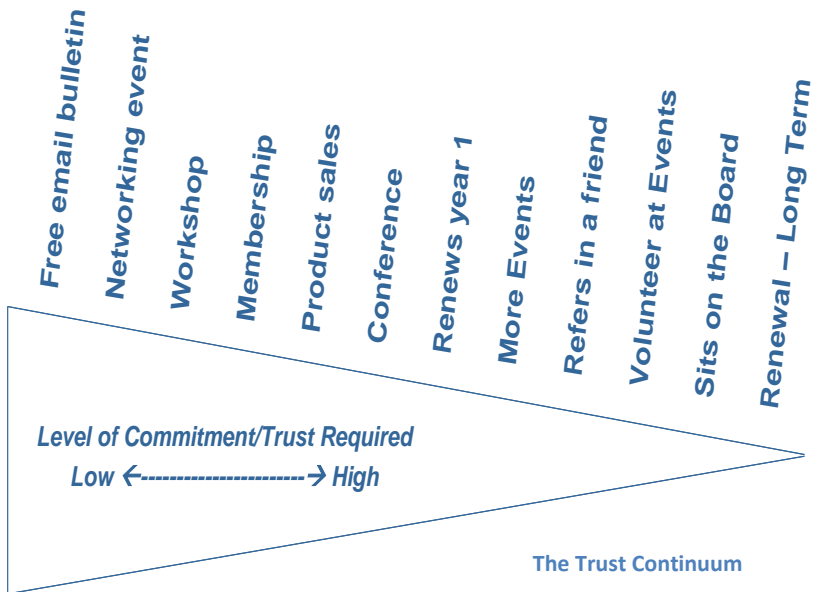 Free email bulletin
Networking event
Workshop
Membership
Product sales
Conference
Renews year 1
More Events
Refers in a friend
Volunteer at Events
Sits on the Board
Renewal – Long Term
Level of Commitment/Trust Required
Low ←-----------------------→ High
The Trust Continuum